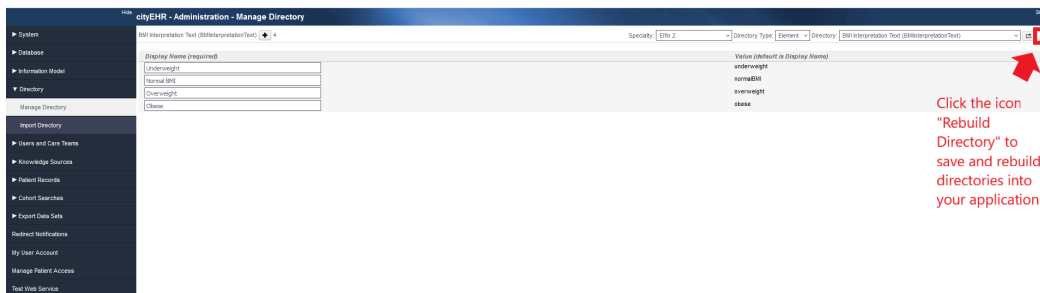 Hide
cityEHR - Administration - Manage Directory
► System
► Database
► Information Model
▼ Directory
Manage Directory
Import Directory
► Users and Care Teams
► Knowledge Sources
► Patient Records
► Cohort Searches
► Export Data Sets
Redirect Notifications
My User Account
Manage Patient Access
Test Web Service
BMI Interpretation Text (BMIInterpretationText) + 4
Specialty: Elfin 2 Directory Type: Element Directory: BMI Interpretation Text (BMIInterpretationText)
Display Name (required) Value (default is Display Name)
Underweight underweight
Normal BMI normalBMI
Overweight overweight
Obese obese
Click the icon
"Rebuild
Directory" to
save and rebuild
directories into
your application